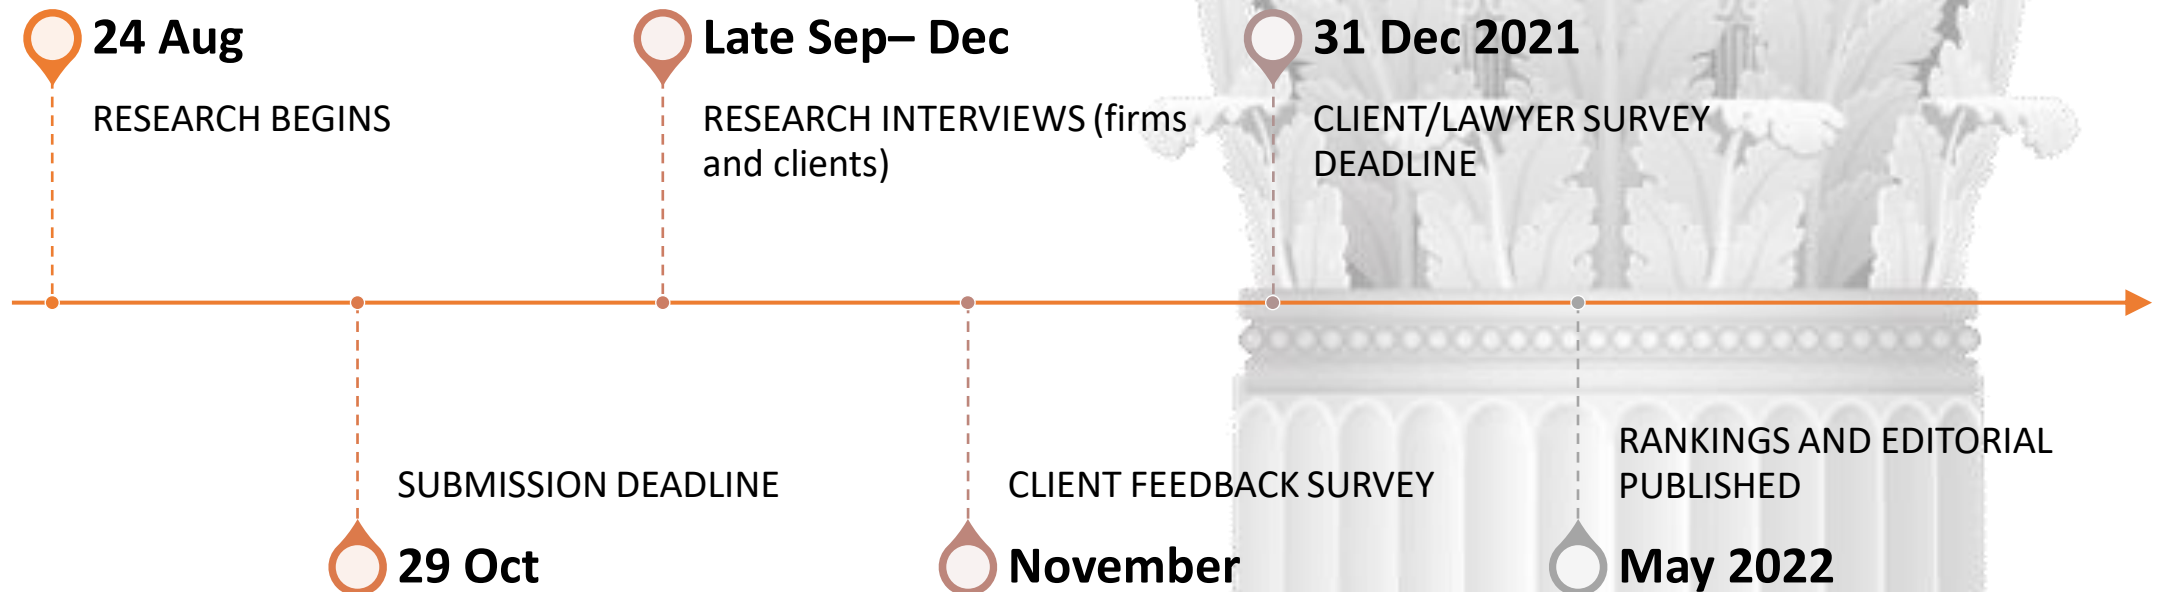 24 Aug
RESEARCH BEGINS
29 Oct
SUBMISSION DEADLINE
Late Sep– Dec
RESEARCH INTERVIEWS (firms
and clients)
November
CLIENT FEEDBACK SURVEY
31 Dec 2021
CLIENT/LAWYER SURVEY
DEADLINE
May 2022
RANKINGS AND EDITORIAL
PUBLISHED